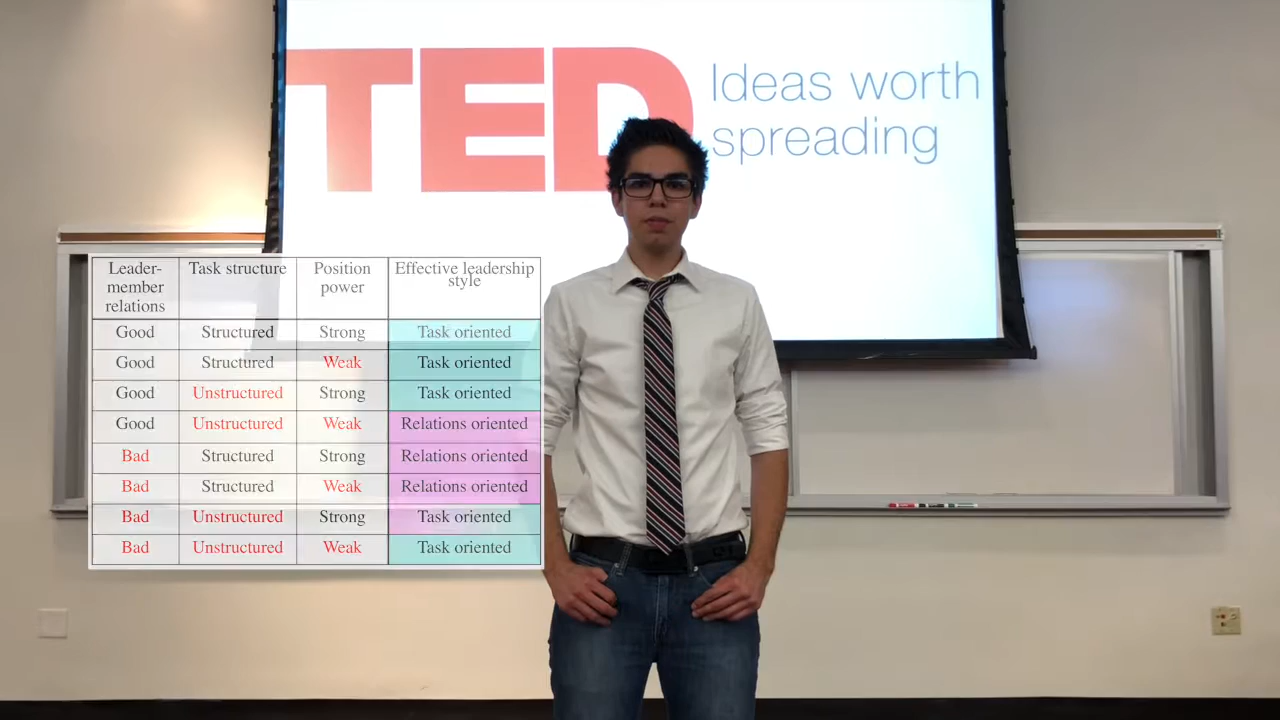 TED Ideas worth
spreading
Leader-
member
relations
Task structure
Position
power
Effective leadership
style
Good Structured Strong Task oriented
Good Structured Weak Task oriented
Good Unstructured Strong Task oriented
Good Unstructured Weak Relations oriented
Bad Structured Strong Relations oriented
Bad Structured Weak Relations oriented
Bad Unstructured Strong Task oriented
Bad Unstructured Weak Task oriented